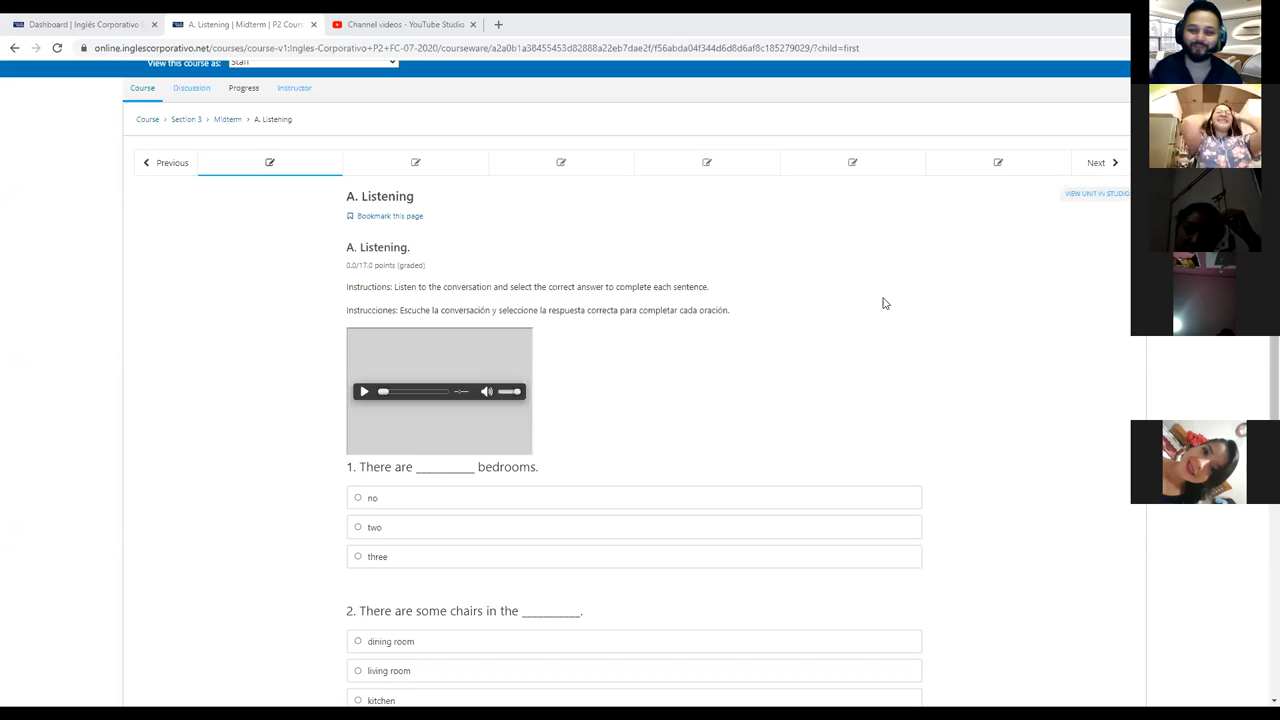 Dashboard | Inglés Corporativo
A. Listening | Midterm | P2 Cours
Channel videos - YouTube Studio
online.inglescorporativo.net/courses/course-v1:Ingles-Corporativo+P2+FC-07-2020/courseware/a2a0b1a38455453d82888a22eb7dae2f/f56abda04f344d6d8d6af8c185279029/?child=first
View this course as: Staff
Course Discussion Progress Instructor
Course > Section 3 > Midterm > A. Listening
Previous
Next
A. Listening
VIEW UNIT IN STUDIO
Bookmark this page
A. Listening.
0.0/17.0 points (graded)
Instructions: Listen to the conversation and select the correct answer to complete each sentence.
Instrucciones: Escuche la conversación y seleccione la respuesta correcta para completar cada oración.
1. There are __________ bedrooms.
no
two
three
2. There are some chairs in the __________.
dining room
living room
kitchen